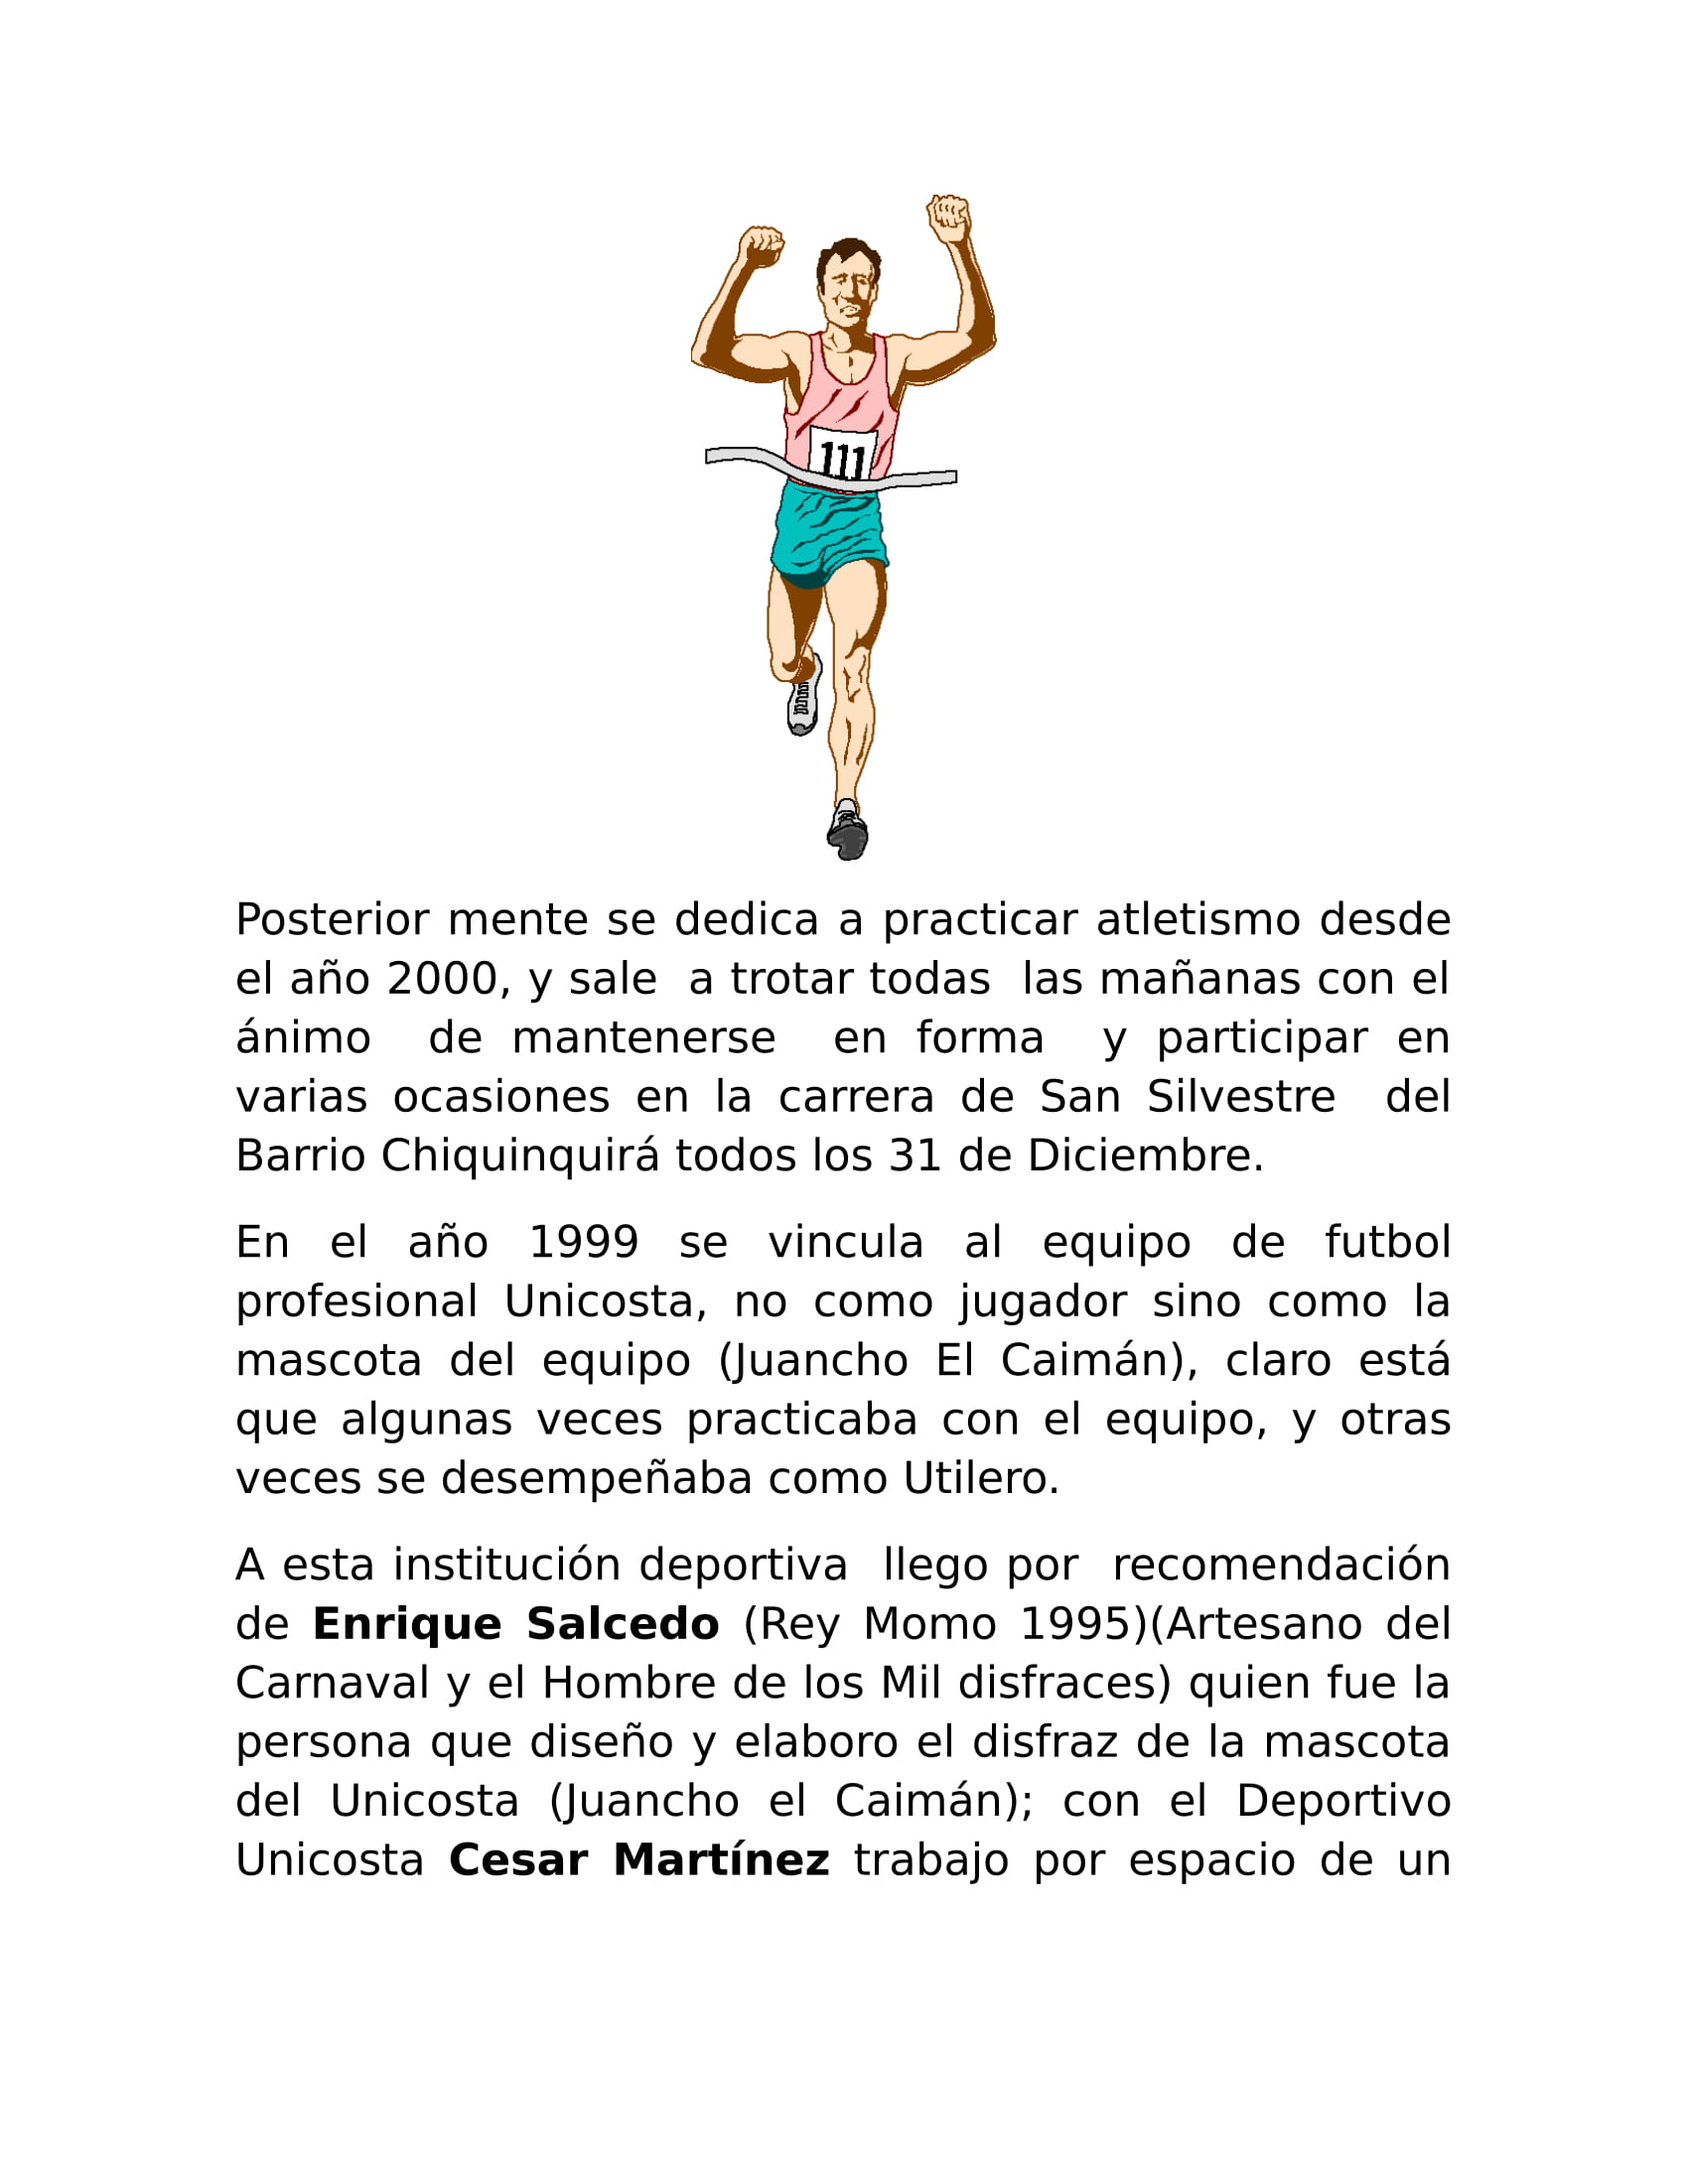 111
Posterior mente se dedica a practicar atletismo desde
el año 2000, y sale  a trotar todas  las mañanas con el
ánimo  de mantenerse  en forma  y participar en
varias ocasiones en la carrera de San Silvestre  del
Barrio Chiquinquirá todos los 31 de Diciembre.
En el año 1999 se vincula al equipo de futbol
profesional Unicosta, no como jugador sino como la
mascota del equipo (Juancho El Caimán), claro está
que algunas veces practicaba con el equipo, y otras
veces se desempeñaba como Utilero.
A esta institución deportiva  llego por  recomendación
de Enrique Salcedo (Rey Momo 1995)(Artesano del
Carnaval y el Hombre de los Mil disfraces) quien fue la
persona que diseño y elaboro el disfraz de la mascota
del Unicosta (Juancho el Caimán); con el Deportivo
Unicosta Cesar Martínez trabajo por espacio de un